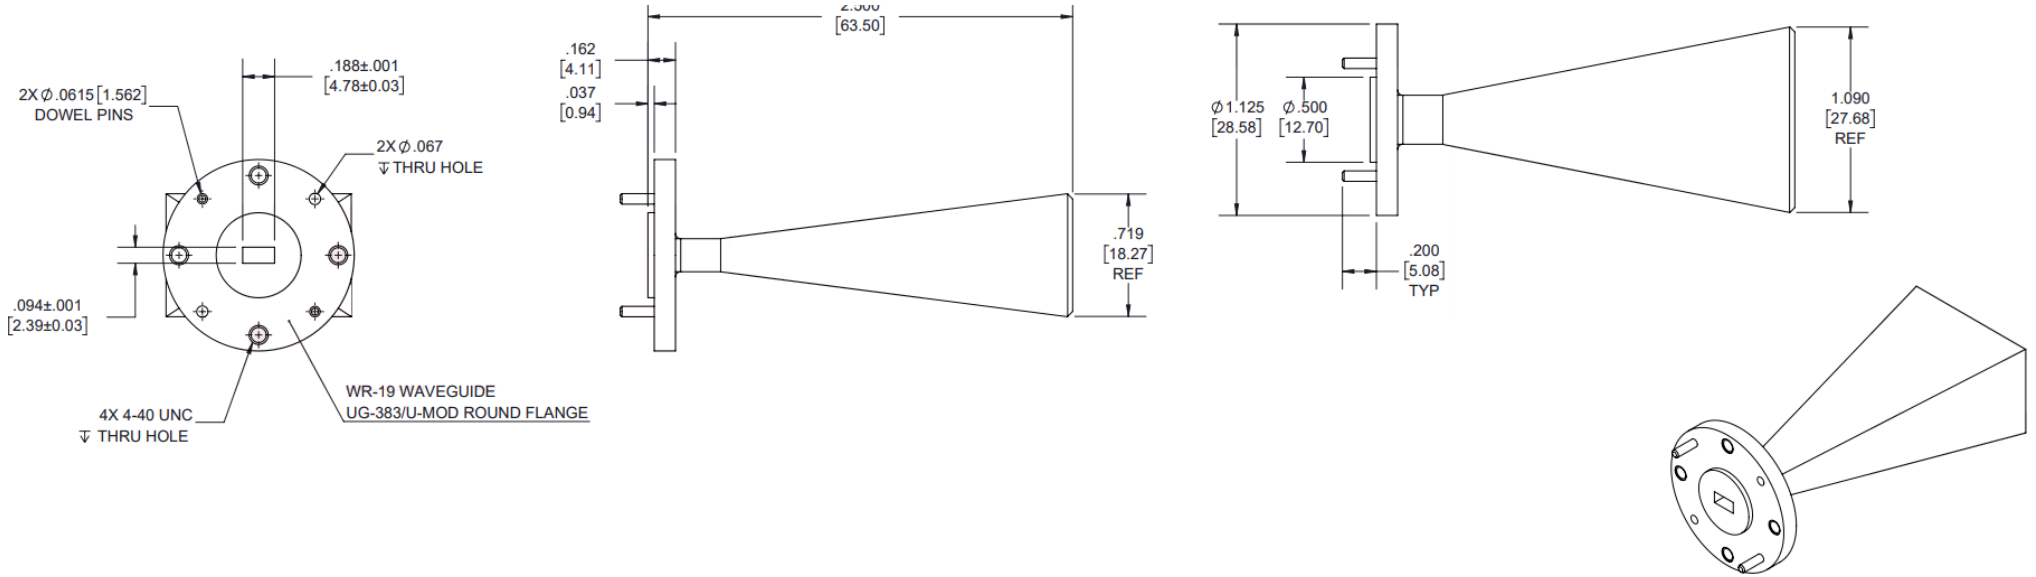 .188±.001
[4.78±0.03]
2X Ø.0615[1.562]
DOWEL PINS
2X Ø.067
↧ THRU HOLE
.094±.001
[2.39±0.03]
4X 4-40 UNC
↧ THRU HOLE
WR-19 WAVEGUIDE
UG-383/U-MOD ROUND FLANGE
2.500
[63.50]
.162
[4.11]
.037
[0.94]
.719
[18.27]
REF
Ø1.125
[28.58]
Ø.500
[12.70]
1.090
[27.68]
REF
.200
[5.08]
TYP